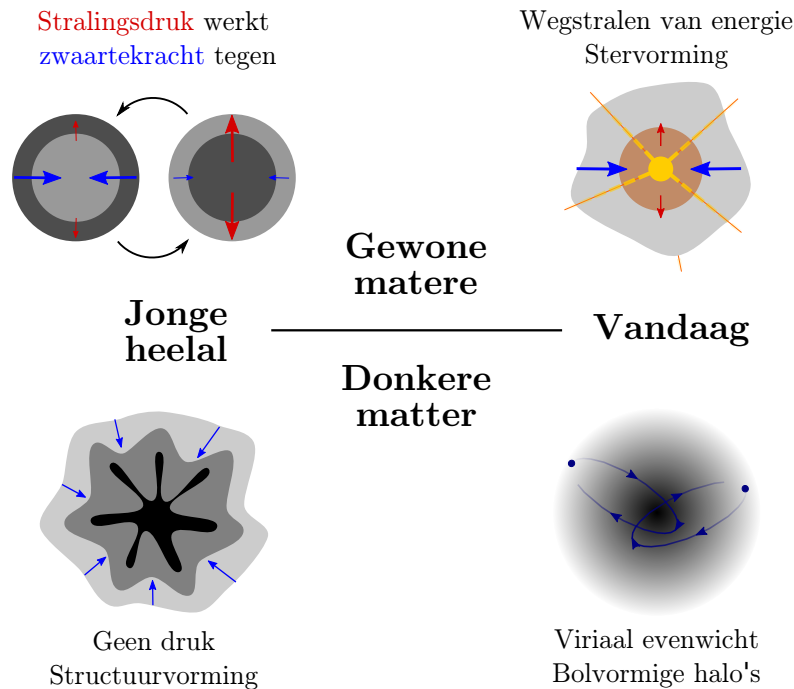 Stralingsdruk werkt
zwaartekracht tegen
Wegstralen van energie
Stervorming
Gewone
matere
Jonge
heelal
Vandaag
Donkere
matter
Geen druk
Structuurvorming
Viriaal evenwicht
Bolvormige halo's